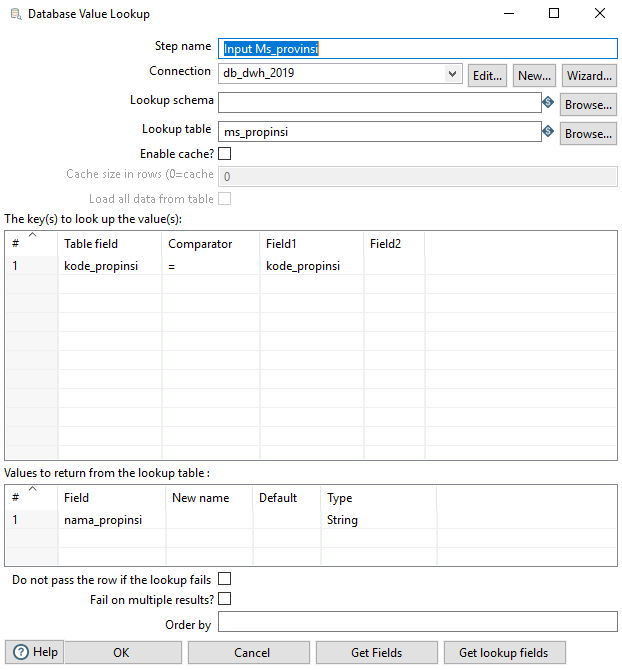 Database Value Lookup
Step name Input Ms_provinsi
Connection db_dwh_2019 Edit... New... Wizard...
Lookup schema Browse...
Lookup table ms_propinsi Browse...
Enable cache?
Cache size in rows (0=cache 0
Load all data from table
The key(s) to look up the value(s):
# Table field Comparator Field1 Field2
1 kode_propinsi = kode_propinsi
Values to return from the lookup table :
# Field New name Default Type
1 nama_propinsi String
Do not pass the row if the lookup fails
Fail on multiple results?
Order by
Help OK Cancel Get Fields Get lookup fields